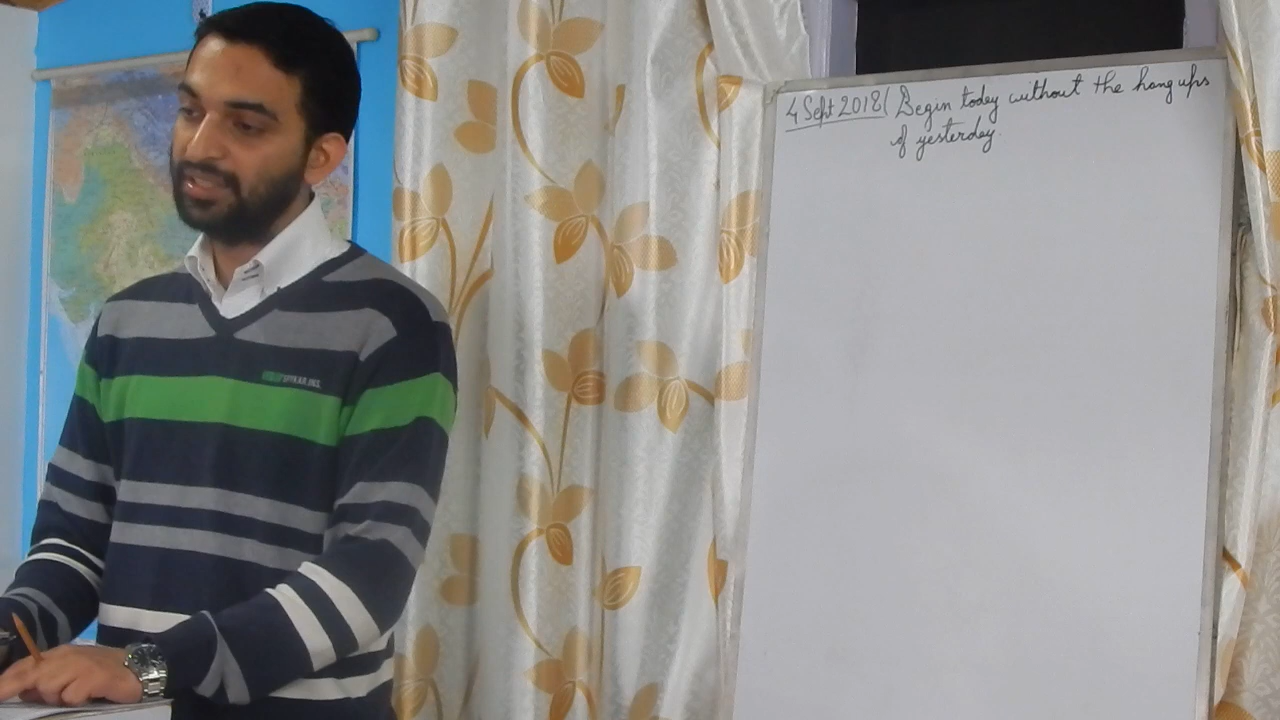 4 Sept 2018( Begin today without the hang ups
of yesterday.